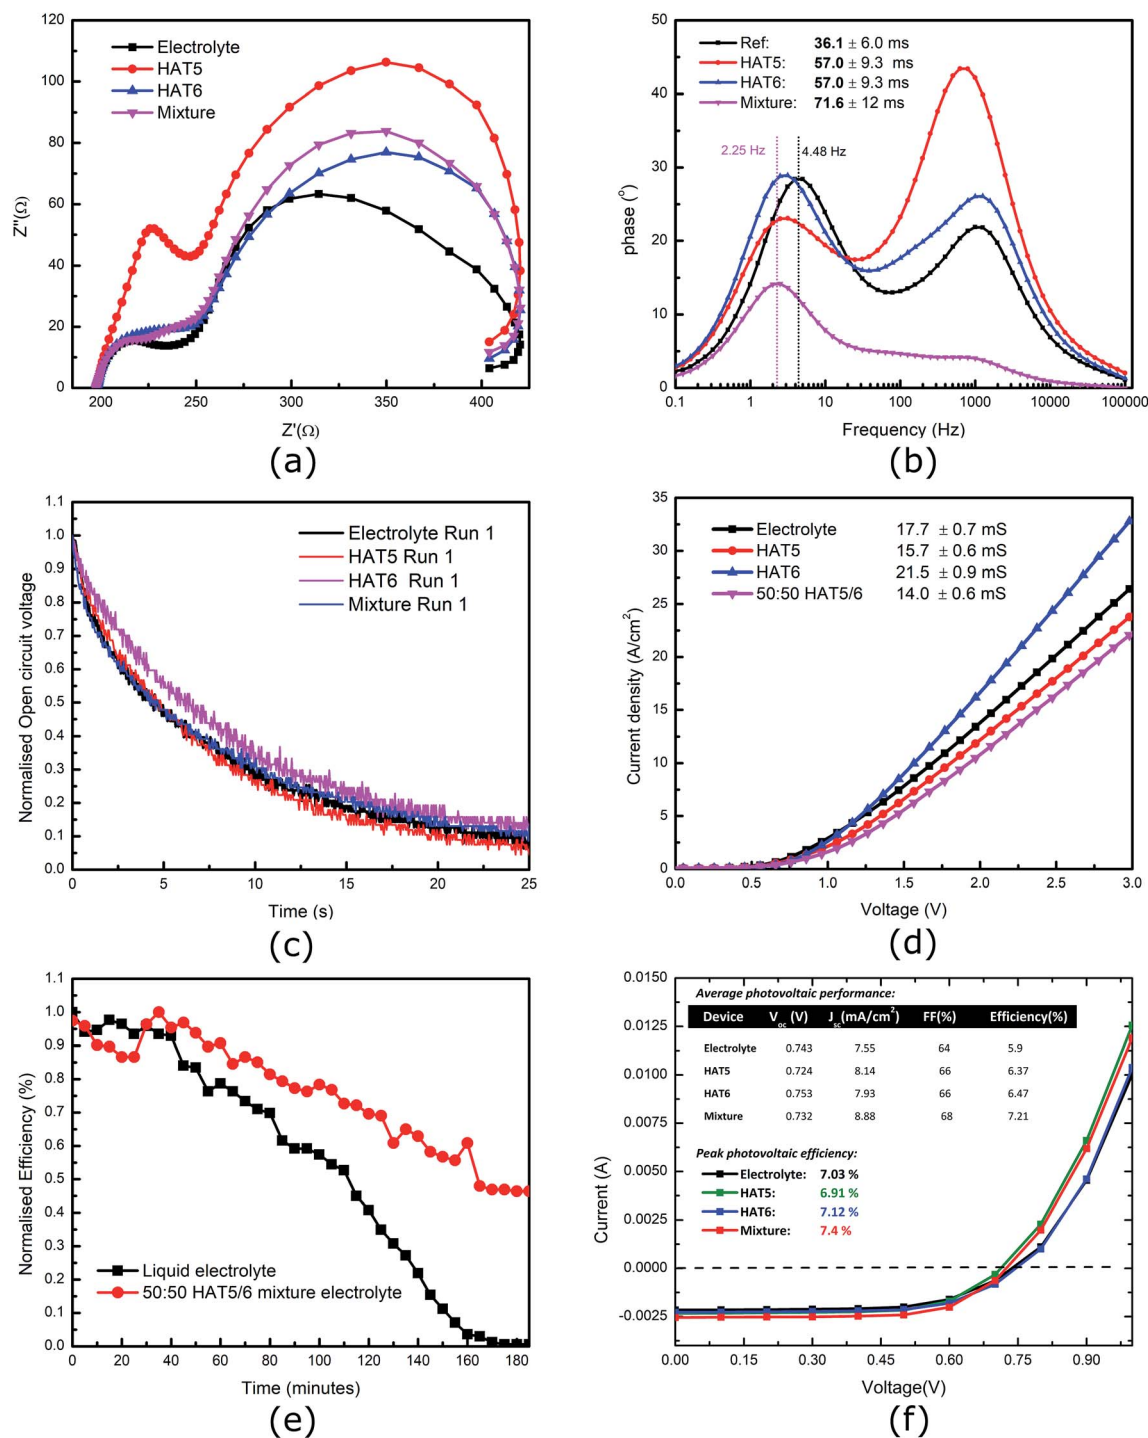 120
100
80
60
40
20
0
Z''(Ω)
Electrolyte
HAT5
HAT6
Mixture
200 250 300 350 400
Z'(Ω)
(a)
50
40
30
20
10
0
phase (°)
Ref: 36.1 ± 6.0 ms
HAT5: 57.0 ± 9.3 ms
HAT6: 57.0 ± 9.3 ms
Mixture: 71.6 ± 12 ms
2.25 Hz
4.48 Hz
0.1 1 10 100 1000 10000 100000
Frequency (Hz)
(b)
1.1
1.0
0.9
0.8
0.7
0.6
0.5
0.4
0.3
0.2
0.1
0.0
Normalised Open circuit voltage
Electrolyte Run 1
HAT5 Run 1
HAT6 Run 1
Mixture Run 1
0 5 10 15 20 25
Time (s)
(c)
35
30
25
20
15
10
5
0
Current density (A/cm²)
Electrolyte 17.7 ± 0.7 mS
HAT5 15.7 ± 0.6 mS
HAT6 21.5 ± 0.9 mS
50:50 HAT5/6 14.0 ± 0.6 mS
0.0 0.5 1.0 1.5 2.0 2.5 3.0
Voltage (V)
(d)
1.1
1.0
0.9
0.8
0.7
0.6
0.5
0.4
0.3
0.2
0.1
0.0
Normalised Efficiency (%)
Liquid electrolyte
50:50 HAT5/6 mixture electrolyte
0 20 40 60 80 100 120 140 160 180
Time (minutes)
(e)
0.0150
0.0125
0.0100
0.0075
0.0050
0.0025
0.0000
-0.0025
Current (A)
Average photovoltaic performance:
Device Voc (V) Jsc(mA/cm²) FF(%) Efficiency(%)
Electrolyte 0.743 7.55 64 5.9
HAT5 0.724 8.14 66 6.37
HAT6 0.753 7.93 66 6.47
Mixture 0.732 8.88 68 7.21
Peak photovoltaic efficiency:
Electrolyte: 7.03 %
HAT5: 6.91 %
HAT6: 7.12 %
Mixture: 7.4 %
0.00 0.15 0.30 0.45 0.60 0.75 0.90
Voltage(V)
(f)